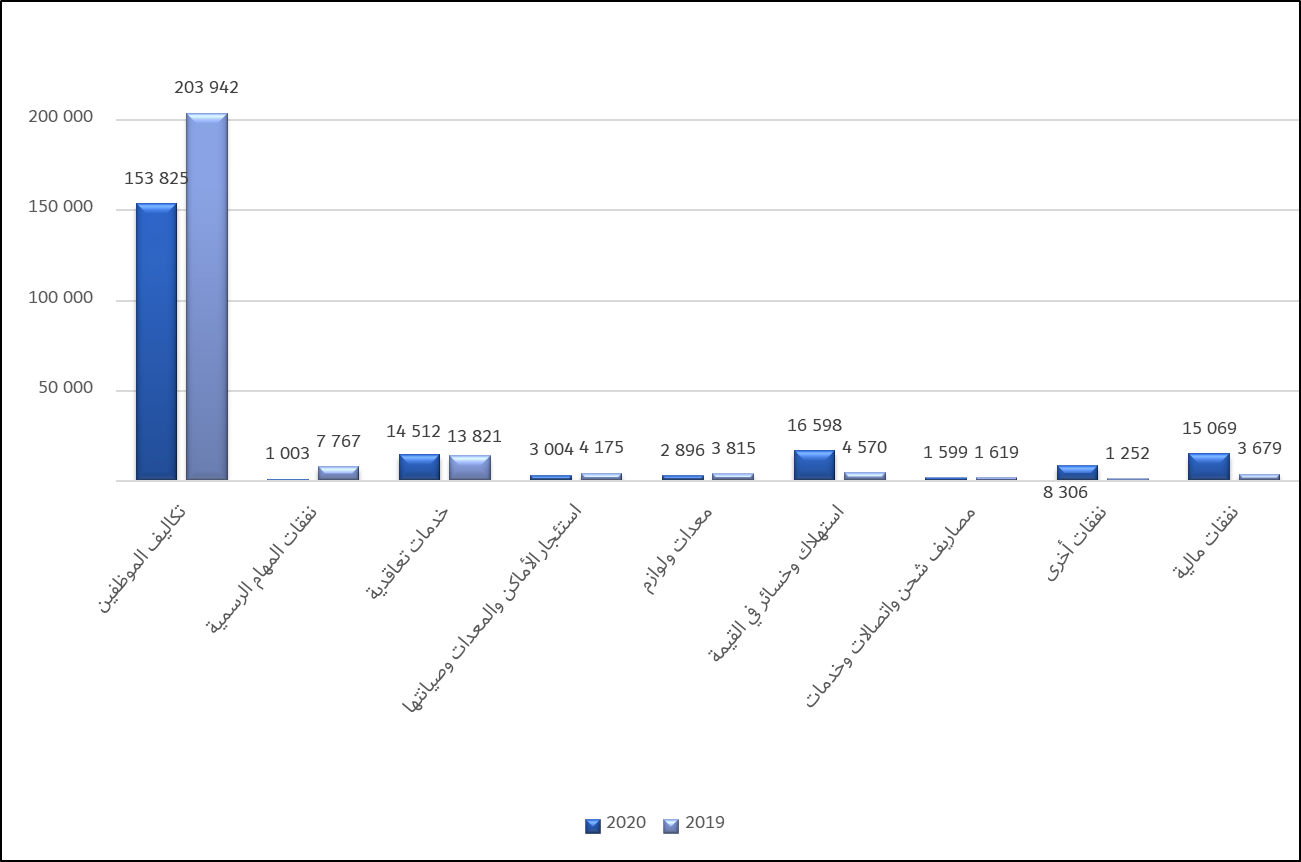 203 942
200 000
153 825
150 000
100 000
50 000
1 003
7 767
14 512
13 821
3 004
4 175
2 896
3 815
16 598
4 570
1 599
1 619
8 306
1 252
15 069
3 679
تكاليف الموظفين
نفقات المهام الرسمية
خدمات تعاقدية
استئجار الأماكن والمعدات وصيانتها
معدات ولوازم
استهلاك وخسائر في القيمة
مصاريف شحن واتصالات وخدمات
نفقات أخرى
نفقات مالية
2020
2019